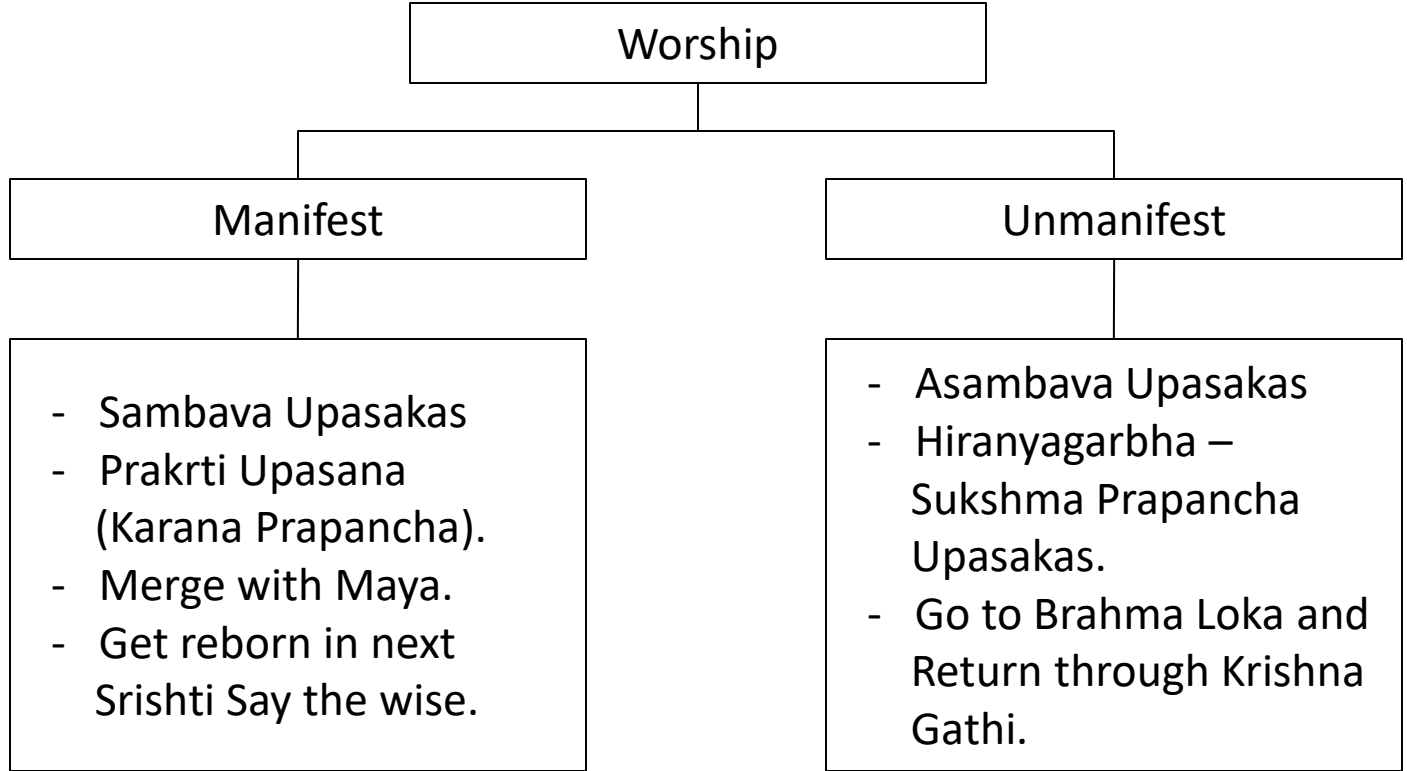 Worship
Manifest
Unmanifest
- Sambava Upasakas
- Prakrti Upasana
(Karana Prapancha).
- Merge with Maya.
- Get reborn in next
Srishti Say the wise.
- Asambava Upasakas
- Hiranyagarbha –
Sukshma Prapancha
Upasakas.
- Go to Brahma Loka and
Return through Krishna
Gathi.